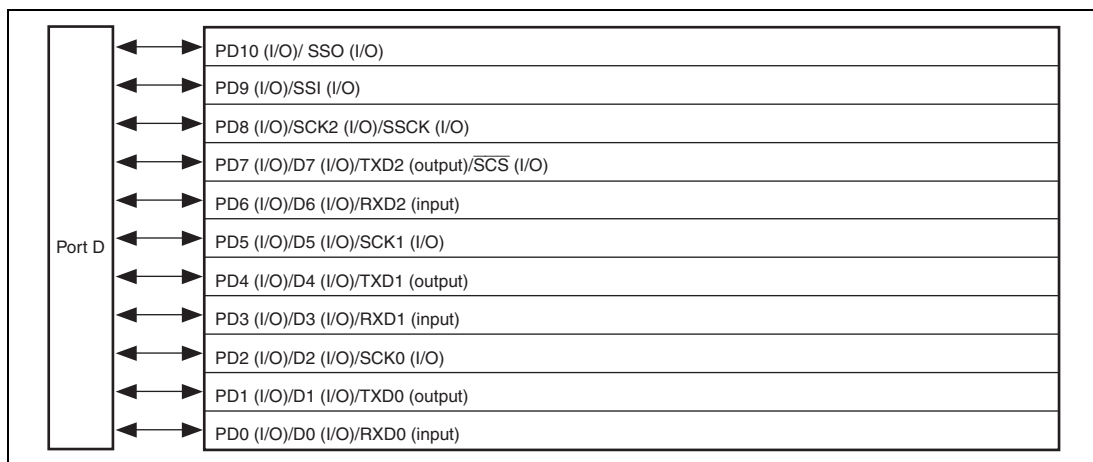 PD10 (I/O)/ SSO (I/O)
PD9 (I/O)/SSI (I/O)
PD8 (I/O)/SCK2 (I/O)/SSCK (I/O)
PD7 (I/O)/D7 (I/O)/TXD2 (output)/S̅C̅S̅ (I/O)
PD6 (I/O)/D6 (I/O)/RXD2 (input)
Port D
PD5 (I/O)/D5 (I/O)/SCK1 (I/O)
PD4 (I/O)/D4 (I/O)/TXD1 (output)
PD3 (I/O)/D3 (I/O)/RXD1 (input)
PD2 (I/O)/D2 (I/O)/SCK0 (I/O)
PD1 (I/O)/D1 (I/O)/TXD0 (output)
PD0 (I/O)/D0 (I/O)/RXD0 (input)